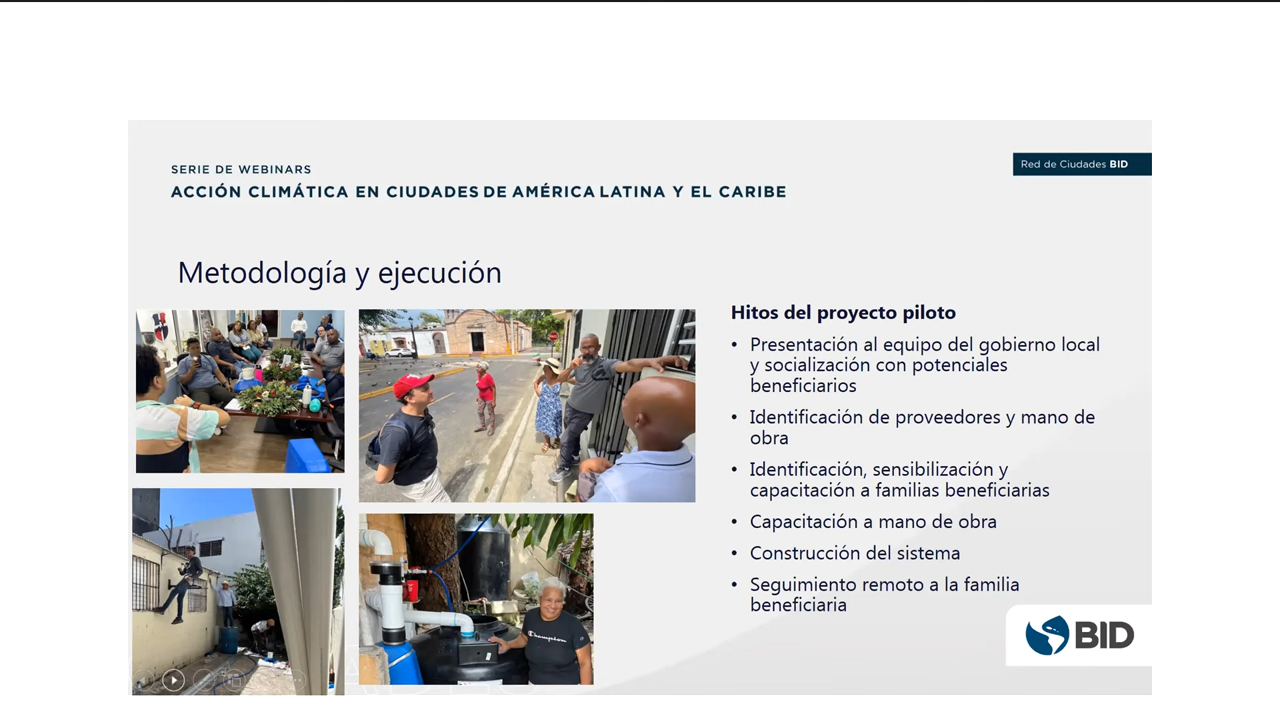 SERIE DE WEBINARS
ACCIÓN CLIMÁTICA EN CIUDADES DE AMÉRICA LATINA Y EL CARIBE
Red de Ciudades BID
Metodología y ejecución
Hitos del proyecto piloto
• Presentación al equipo del gobierno local
y socialización con potenciales
beneficiarios
• Identificación de proveedores y mano de
obra
• Identificación, sensibilización y
capacitación a familias beneficiarias
• Capacitación a mano de obra
• Construcción del sistema
• Seguimiento remoto a la familia
beneficiaria
Champion
BID